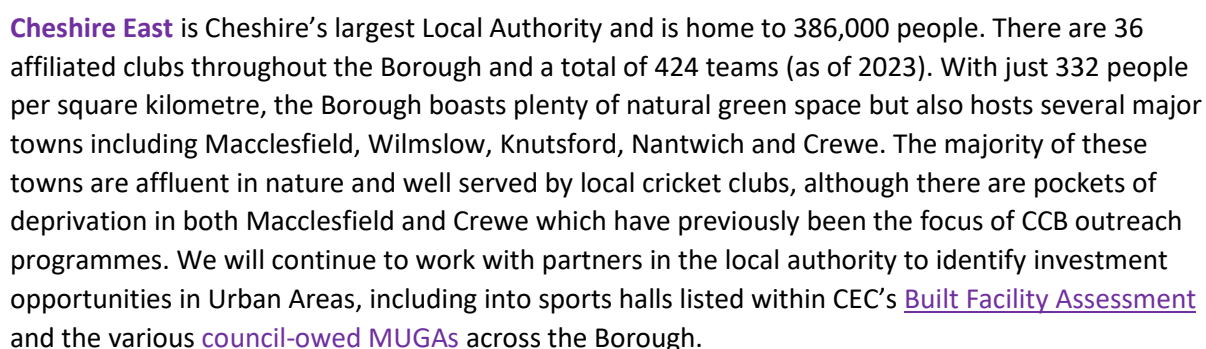 Cheshire East is Cheshire’s largest Local Authority and is home to 386,000 people. There are 36
affiliated clubs throughout the Borough and a total of 424 teams (as of 2023). With just 332 people
per square kilometre, the Borough boasts plenty of natural green space but also hosts several major
towns including Macclesfield, Wilmslow, Knutsford, Nantwich and Crewe. The majority of these
towns are affluent in nature and well served by local cricket clubs, although there are pockets of
deprivation in both Macclesfield and Crewe which have previously been the focus of CCB outreach
programmes. We will continue to work with partners in the local authority to identify investment
opportunities in Urban Areas, including into sports halls listed within CEC’s Built Facility Assessment
and the various council-owed MUGAs across the Borough.